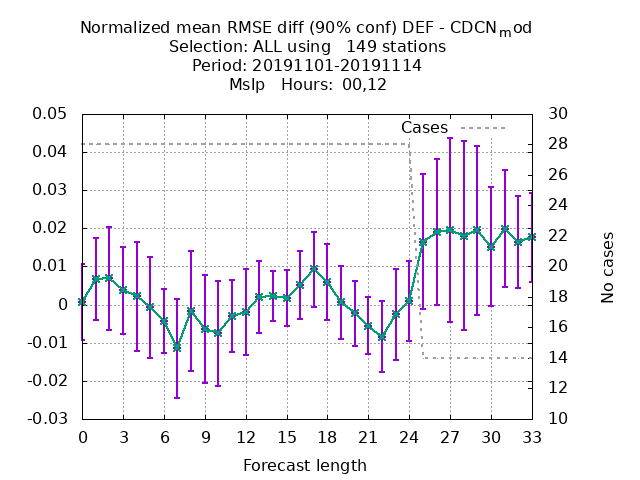 Normalized mean RMSE diff (90% conf) DEF - CDCNmod
Selection: ALL using   149 stations
Period: 20191101-20191114
Mslp   Hours: 00,12
Cases
0.05
0.04
0.03
0.02
0.01
0
-0.01
-0.02
-0.03
30
28
26
24
22
20
18
16
14
12
10
No cases
0 3 6 9 12 15 18 21 24 27 30 33
Forecast length